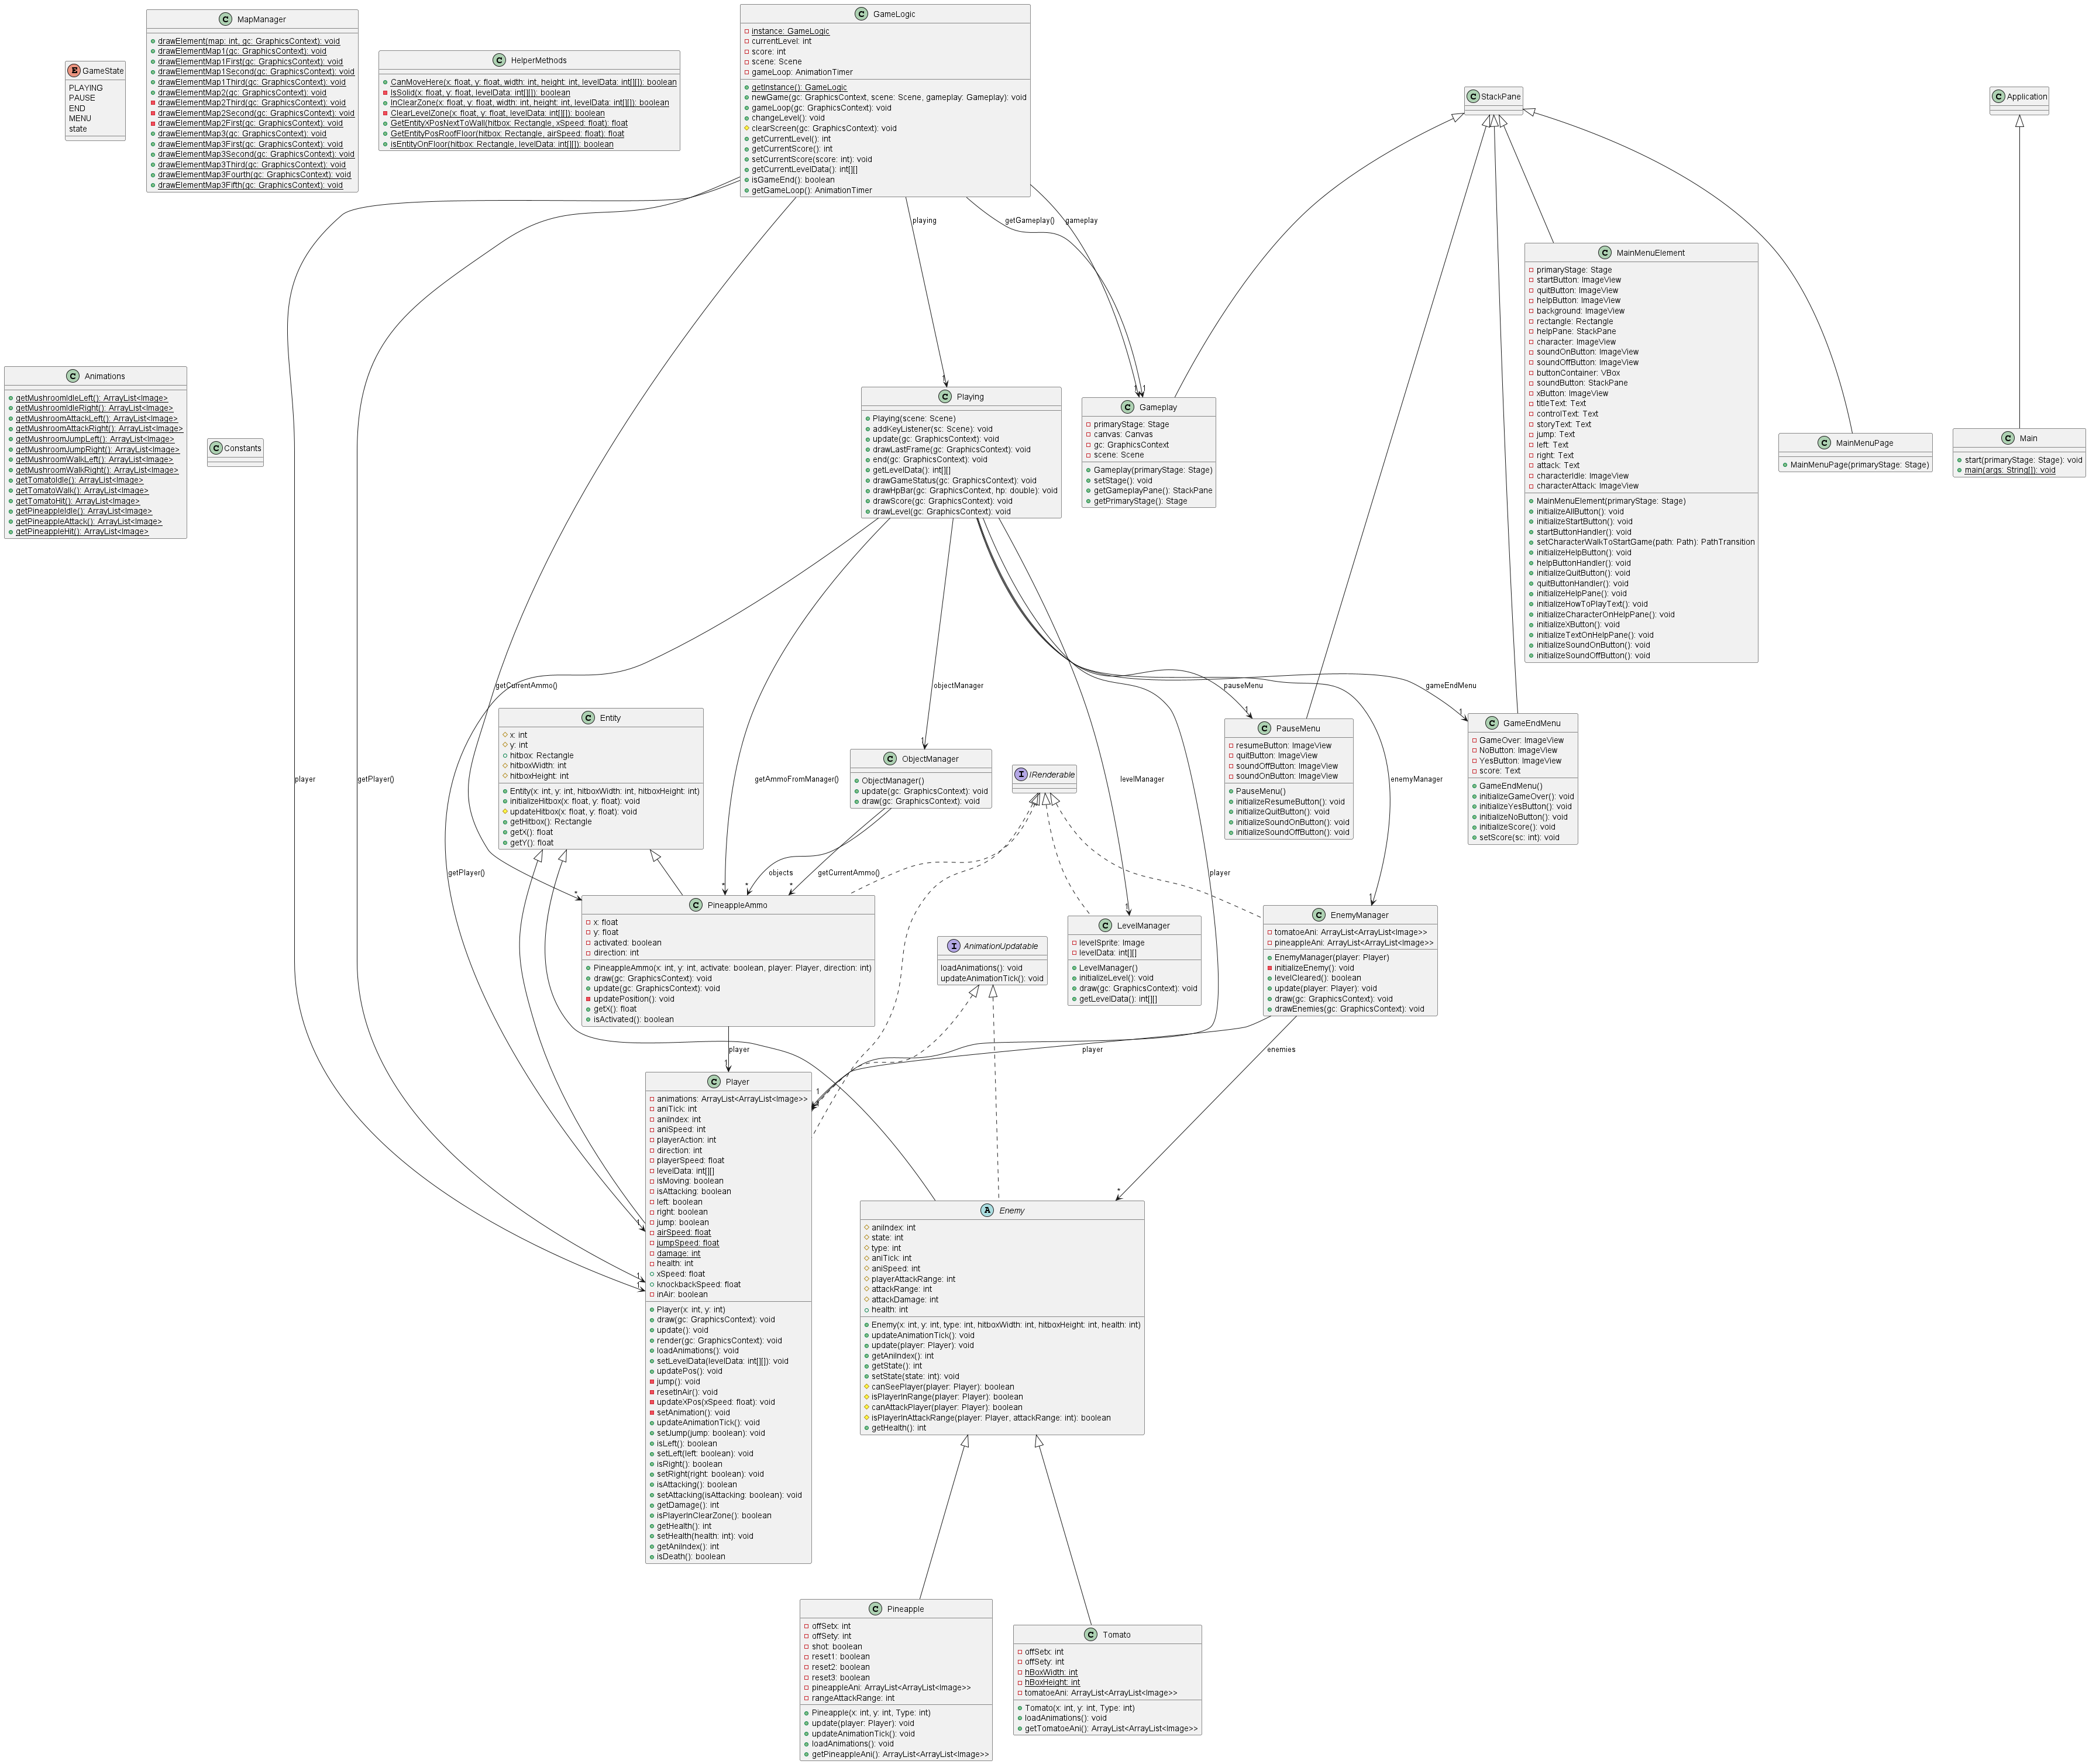 E GameState
PLAYING
PAUSE
END
MENU
state
C MapManager
drawElement(map: int, gc: GraphicsContext): void
drawElementMap1(gc: GraphicsContext): void
drawElementMap1First(gc: GraphicsContext): void
drawElementMap1Second(gc: GraphicsContext): void
drawElementMap1Third(gc: GraphicsContext): void
drawElementMap2(gc: GraphicsContext): void
drawElementMap2Third(gc: GraphicsContext): void
drawElementMap2Second(gc: GraphicsContext): void
drawElementMap2First(gc: GraphicsContext): void
drawElementMap3(gc: GraphicsContext): void
drawElementMap3First(gc: GraphicsContext): void
drawElementMap3Second(gc: GraphicsContext): void
drawElementMap3Third(gc: GraphicsContext): void
drawElementMap3Fourth(gc: GraphicsContext): void
drawElementMap3Fifth(gc: GraphicsContext): void
C HelperMethods
CanMoveHere(x: float, y: float, width: int, height: int, levelData: int[][]): boolean
IsSolid(x: float, y: float, levelData: int[][]): boolean
InClearZone(x: float, y: float, width: int, height: int, levelData: int[][]): boolean
ClearLevelZone(x: float, y: float, levelData: int[][]): boolean
GetEntityXPosNextToWall(hitbox: Rectangle, xSpeed: float): float
GetEntityPosRoofFloor(hitbox: Rectangle, airSpeed: float): float
isEntityOnFloor(hitbox: Rectangle, levelData: int[][]): boolean
C GameLogic
instance: GameLogic
currentLevel: int
score: int
scene: Scene
gameLoop: AnimationTimer
getInstance(): GameLogic
newGame(gc: GraphicsContext, scene: Scene, gameplay: Gameplay): void
gameLoop(gc: GraphicsContext): void
changeLevel(): void
clearScreen(gc: GraphicsContext): void
getCurrentLevel(): int
getCurrentScore(): int
setCurrentScore(score: int): void
getCurrentLevelData(): int[][]
isGameEnd(): boolean
getGameLoop(): AnimationTimer
C StackPane
C Application
playing
getGameplay()
gameplay
C MainMenuElement
primaryStage: Stage
startButton: ImageView
quitButton: ImageView
helpButton: ImageView
background: ImageView
rectangle: Rectangle
helpPane: StackPane
character: ImageView
soundOnButton: ImageView
soundOffButton: ImageView
buttonContainer: VBox
soundButton: StackPane
xButton: ImageView
titleText: Text
controlText: Text
storyText: Text
jump: Text
left: Text
right: Text
attack: Text
characterIdle: ImageView
characterAttack: ImageView
MainMenuElement(primaryStage: Stage)
initializeAllButton(): void
initializeStartButton(): void
startButtonHandler(): void
setCharacterWalkToStartGame(path: Path): PathTransition
initializeHelpButton(): void
helpButtonHandler(): void
initializeQuitButton(): void
quitButtonHandler(): void
initializeHelpPane(): void
initializeHowToPlayText(): void
initializeCharacterOnHelpPane(): void
initializeXButton(): void
initializeTextOnHelpPane(): void
initializeSoundOnButton(): void
initializeSoundOffButton(): void
C Animations
getMushroomIdleLeft(): ArrayList<Image>
getMushroomIdleRight(): ArrayList<Image>
getMushroomAttackLeft(): ArrayList<Image>
getMushroomAttackRight(): ArrayList<Image>
getMushroomJumpLeft(): ArrayList<Image>
getMushroomJumpRight(): ArrayList<Image>
getMushroomWalkLeft(): ArrayList<Image>
getMushroomWalkRight(): ArrayList<Image>
getTomatoIdle(): ArrayList<Image>
getTomatoWalk(): ArrayList<Image>
getTomatoHit(): ArrayList<Image>
getPineappleIdle(): ArrayList<Image>
getPineappleAttack(): ArrayList<Image>
getPineappleHit(): ArrayList<Image>
C Constants
1
C Playing
Playing(scene: Scene)
addKeyListener(sc: Scene): void
update(gc: GraphicsContext): void
drawLastFrame(gc: GraphicsContext): void
end(gc: GraphicsContext): void
getLevelData(): int[][]
drawGameStatus(gc: GraphicsContext): void
drawHpBar(gc: GraphicsContext, hp: double): void
drawScore(gc: GraphicsContext): void
drawLevel(gc: GraphicsContext): void
1
1
C Gameplay
primaryStage: Stage
canvas: Canvas
gc: GraphicsContext
scene: Scene
Gameplay(primaryStage: Stage)
setStage(): void
getGameplayPane(): StackPane
getPrimaryStage(): Stage
C MainMenuPage
MainMenuPage(primaryStage: Stage)
C Main
start(primaryStage: Stage): void
main(args: String[]): void
getCurrentAmmo()
objectManager
pauseMenu
gameEndMenu
player
getPlayer()
getAmmoFromManager()
levelManager
enemyManager
C Entity
x: int
y: int
hitbox: Rectangle
hitboxWidth: int
hitboxHeight: int
Entity(x: int, y: int, hitboxWidth: int, hitboxHeight: int)
initializeHitbox(x: float, y: float): void
updateHitbox(x: float, y: float): void
getHitbox(): Rectangle
getX(): float
getY(): float
1
C ObjectManager
ObjectManager()
update(gc: GraphicsContext): void
draw(gc: GraphicsContext): void
I IRenderable
1
C PauseMenu
resumeButton: ImageView
quitButton: ImageView
soundOffButton: ImageView
soundOnButton: ImageView
PauseMenu()
initializeResumeButton(): void
initializeQuitButton(): void
initializeSoundOnButton(): void
initializeSoundOffButton(): void
1
C GameEndMenu
GameOver: ImageView
NoButton: ImageView
YesButton: ImageView
score: Text
GameEndMenu()
initializeGameOver(): void
initializeYesButton(): void
initializeNoButton(): void
initializeScore(): void
setScore(sc: int): void
getPlayer()
objects
getCurrentAmmo()
player
*
*
*
*
C PineappleAmmo
x: float
y: float
activated: boolean
direction: int
PineappleAmmo(x: int, y: int, activate: boolean, player: Player, direction: int)
draw(gc: GraphicsContext): void
update(gc: GraphicsContext): void
updatePosition(): void
getX(): float
isActivated(): boolean
I AnimationUpdatable
loadAnimations(): void
updateAnimationTick(): void
1
C LevelManager
levelSprite: Image
levelData: int[][]
LevelManager()
initializeLevel(): void
draw(gc: GraphicsContext): void
getLevelData(): int[][]
1
C EnemyManager
tomatoeAni: ArrayList<ArrayList<Image>>
pineappleAni: ArrayList<ArrayList<Image>>
EnemyManager(player: Player)
initializeEnemy(): void
levelCleared(): boolean
update(player: Player): void
draw(gc: GraphicsContext): void
drawEnemies(gc: GraphicsContext): void
player
player
enemies
1
1
1
1
1
C Player
animations: ArrayList<ArrayList<Image>>
aniTick: int
aniIndex: int
aniSpeed: int
playerAction: int
direction: int
playerSpeed: float
levelData: int[][]
isMoving: boolean
isAttacking: boolean
left: boolean
right: boolean
jump: boolean
airSpeed: float
jumpSpeed: float
damage: int
health: int
xSpeed: float
knockbackSpeed: float
inAir: boolean
Player(x: int, y: int)
draw(gc: GraphicsContext): void
update(): void
render(gc: GraphicsContext): void
loadAnimations(): void
setLevelData(levelData: int[][]): void
updatePos(): void
jump(): void
resetInAir(): void
updateXPos(xSpeed: float): void
setAnimation(): void
updateAnimationTick(): void
setJump(jump: boolean): void
isLeft(): boolean
setLeft(left: boolean): void
isRight(): boolean
setRight(right: boolean): void
isAttacking(): boolean
setAttacking(isAttacking: boolean): void
getDamage(): int
isPlayerInClearZone(): boolean
getHealth(): int
setHealth(health: int): void
getAniIndex(): int
isDeath(): boolean
*
A Enemy
aniIndex: int
state: int
type: int
aniTick: int
aniSpeed: int
playerAttackRange: int
attackRange: int
attackDamage: int
health: int
Enemy(x: int, y: int, type: int, hitboxWidth: int, hitboxHeight: int, health: int)
updateAnimationTick(): void
update(player: Player): void
getAniIndex(): int
getState(): int
setState(state: int): void
canSeePlayer(player: Player): boolean
isPlayerInRange(player: Player): boolean
canAttackPlayer(player: Player): boolean
isPlayerInAttackRange(player: Player, attackRange: int): boolean
getHealth(): int
C Pineapple
offSetx: int
offSety: int
shot: boolean
reset1: boolean
reset2: boolean
reset3: boolean
pineappleAni: ArrayList<ArrayList<Image>>
rangeAttackRange: int
Pineapple(x: int, y: int, Type: int)
update(player: Player): void
updateAnimationTick(): void
loadAnimations(): void
getPineappleAni(): ArrayList<ArrayList<Image>>
C Tomato
offSetx: int
offSety: int
hBoxWidth: int
hBoxHeight: int
tomatoeAni: ArrayList<ArrayList<Image>>
Tomato(x: int, y: int, Type: int)
loadAnimations(): void
getTomatoeAni(): ArrayList<ArrayList<Image>>